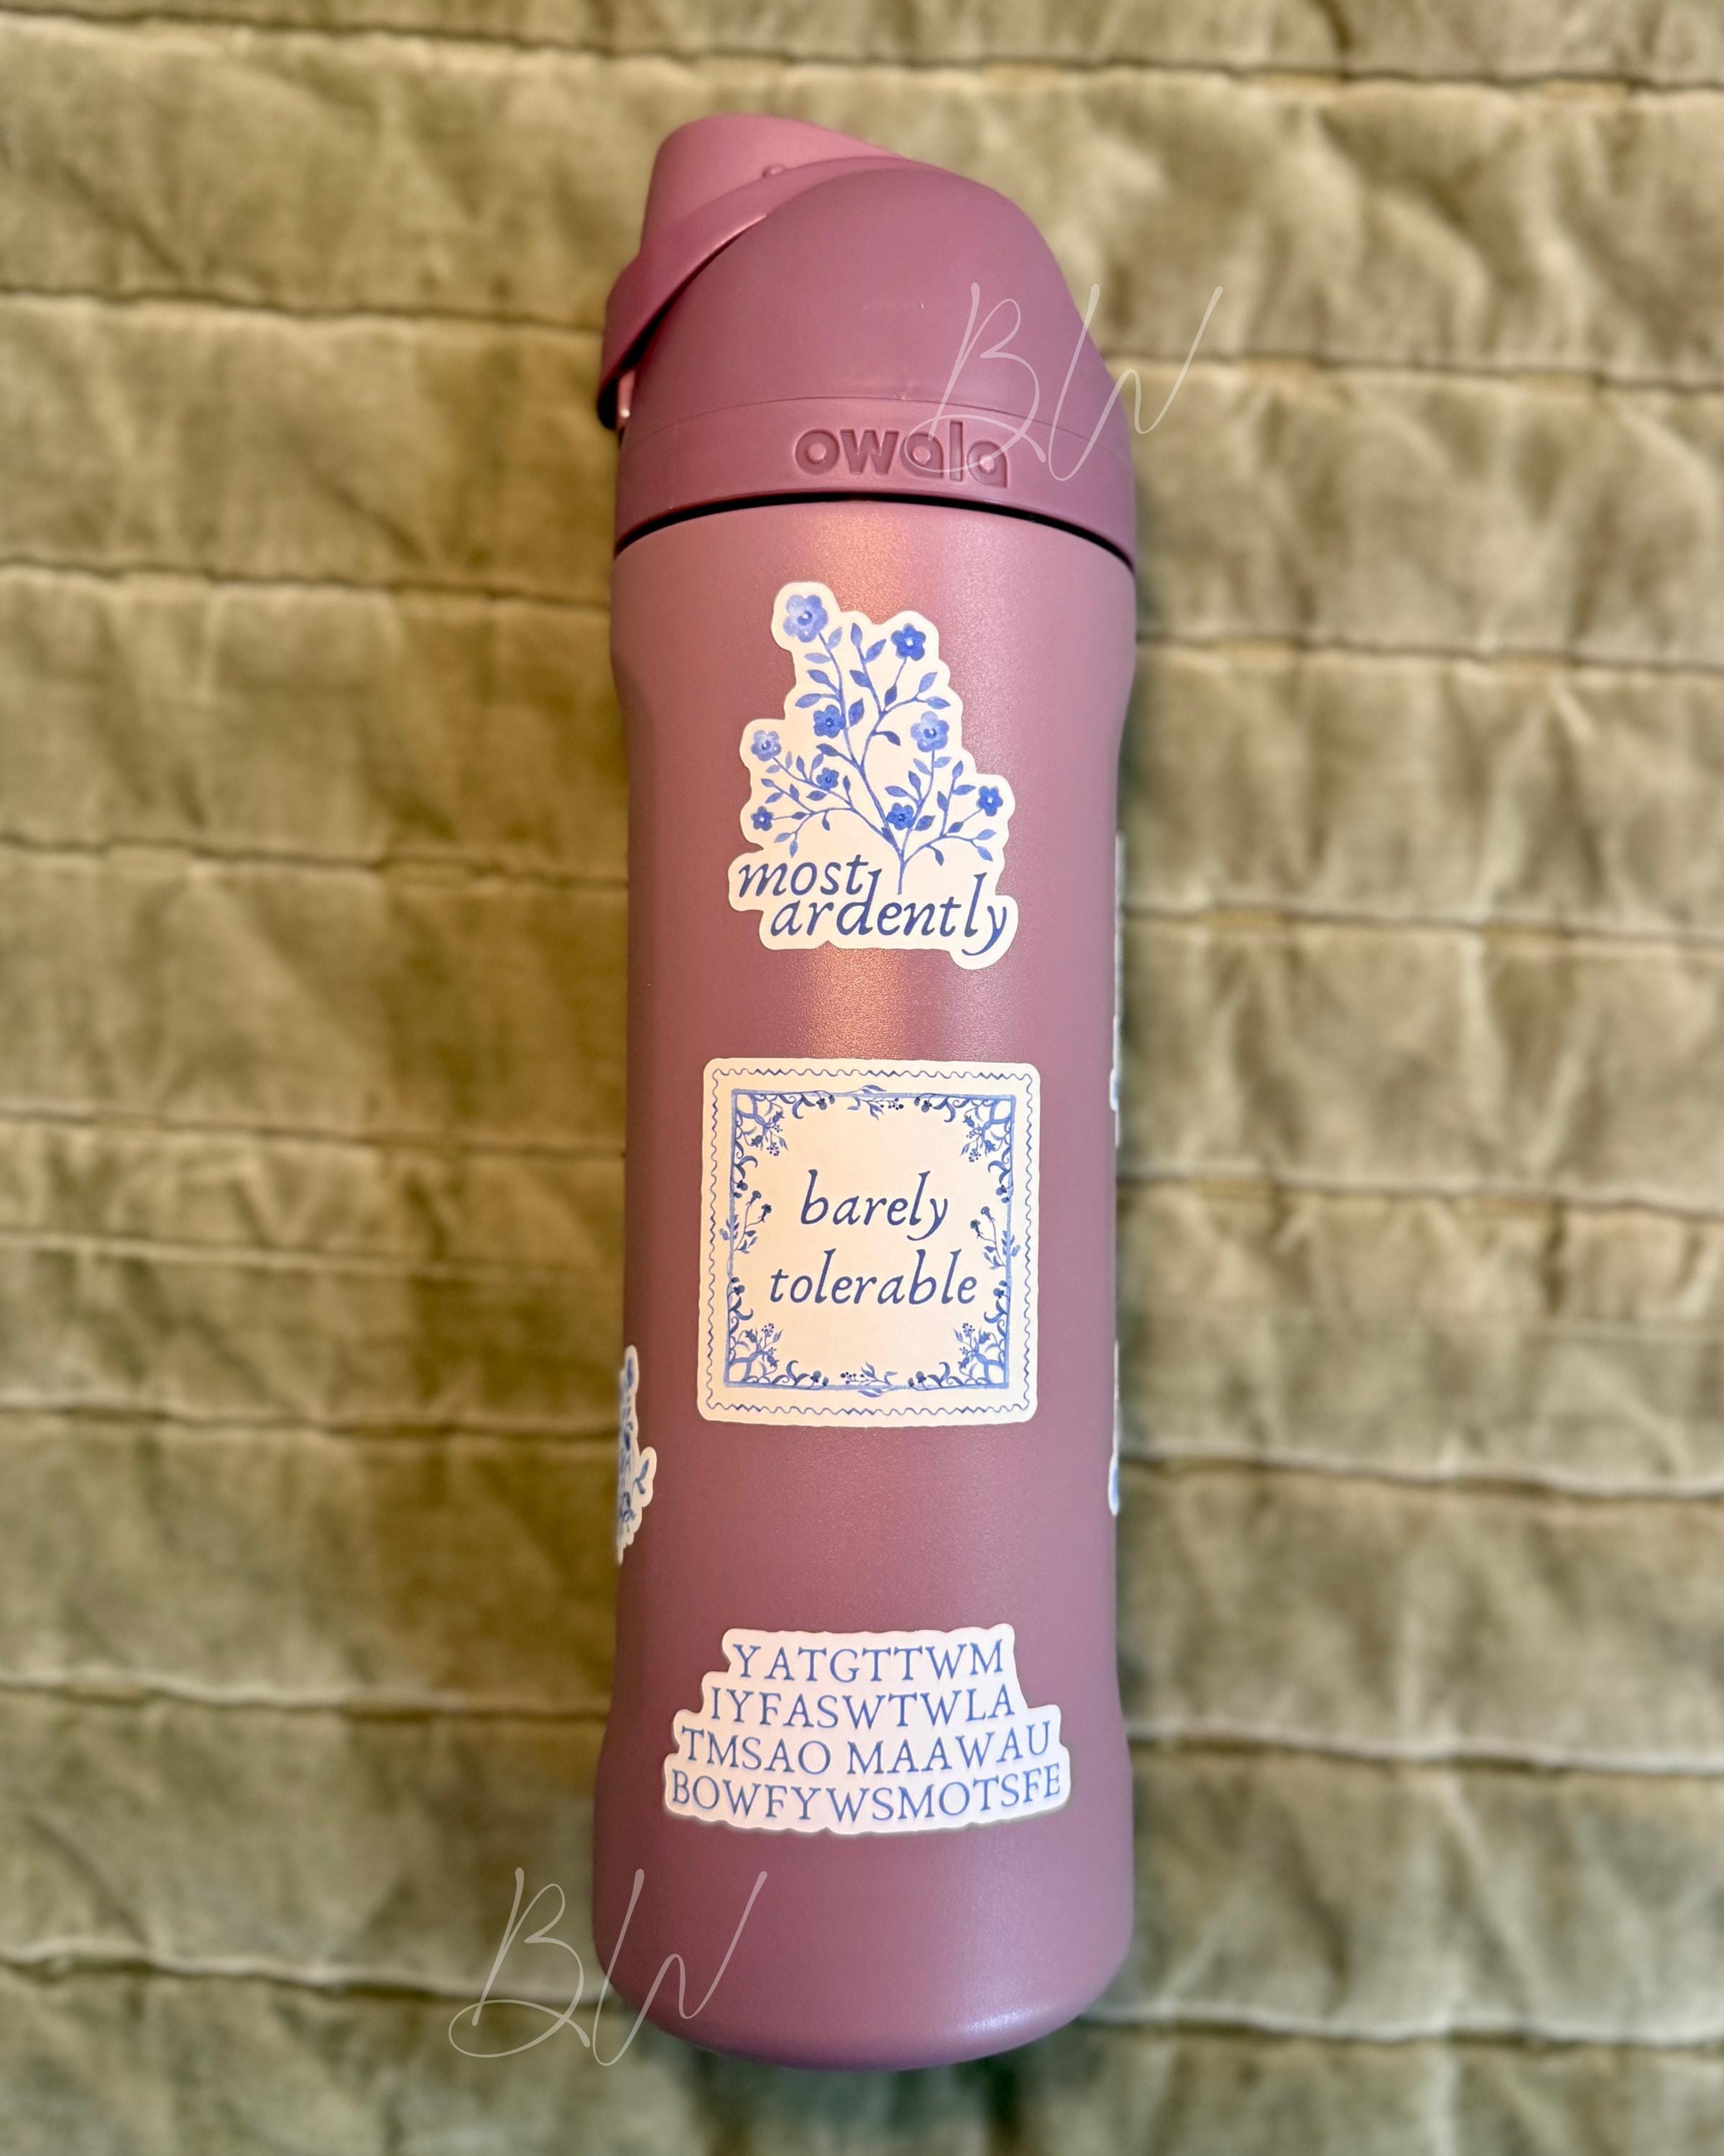 BW
owala
most
ardently
barely
tolerable
YATGTTWM
IYFASWTWLA
TMSAO MAAWAU
BOWFYWSMOTSFE
BW